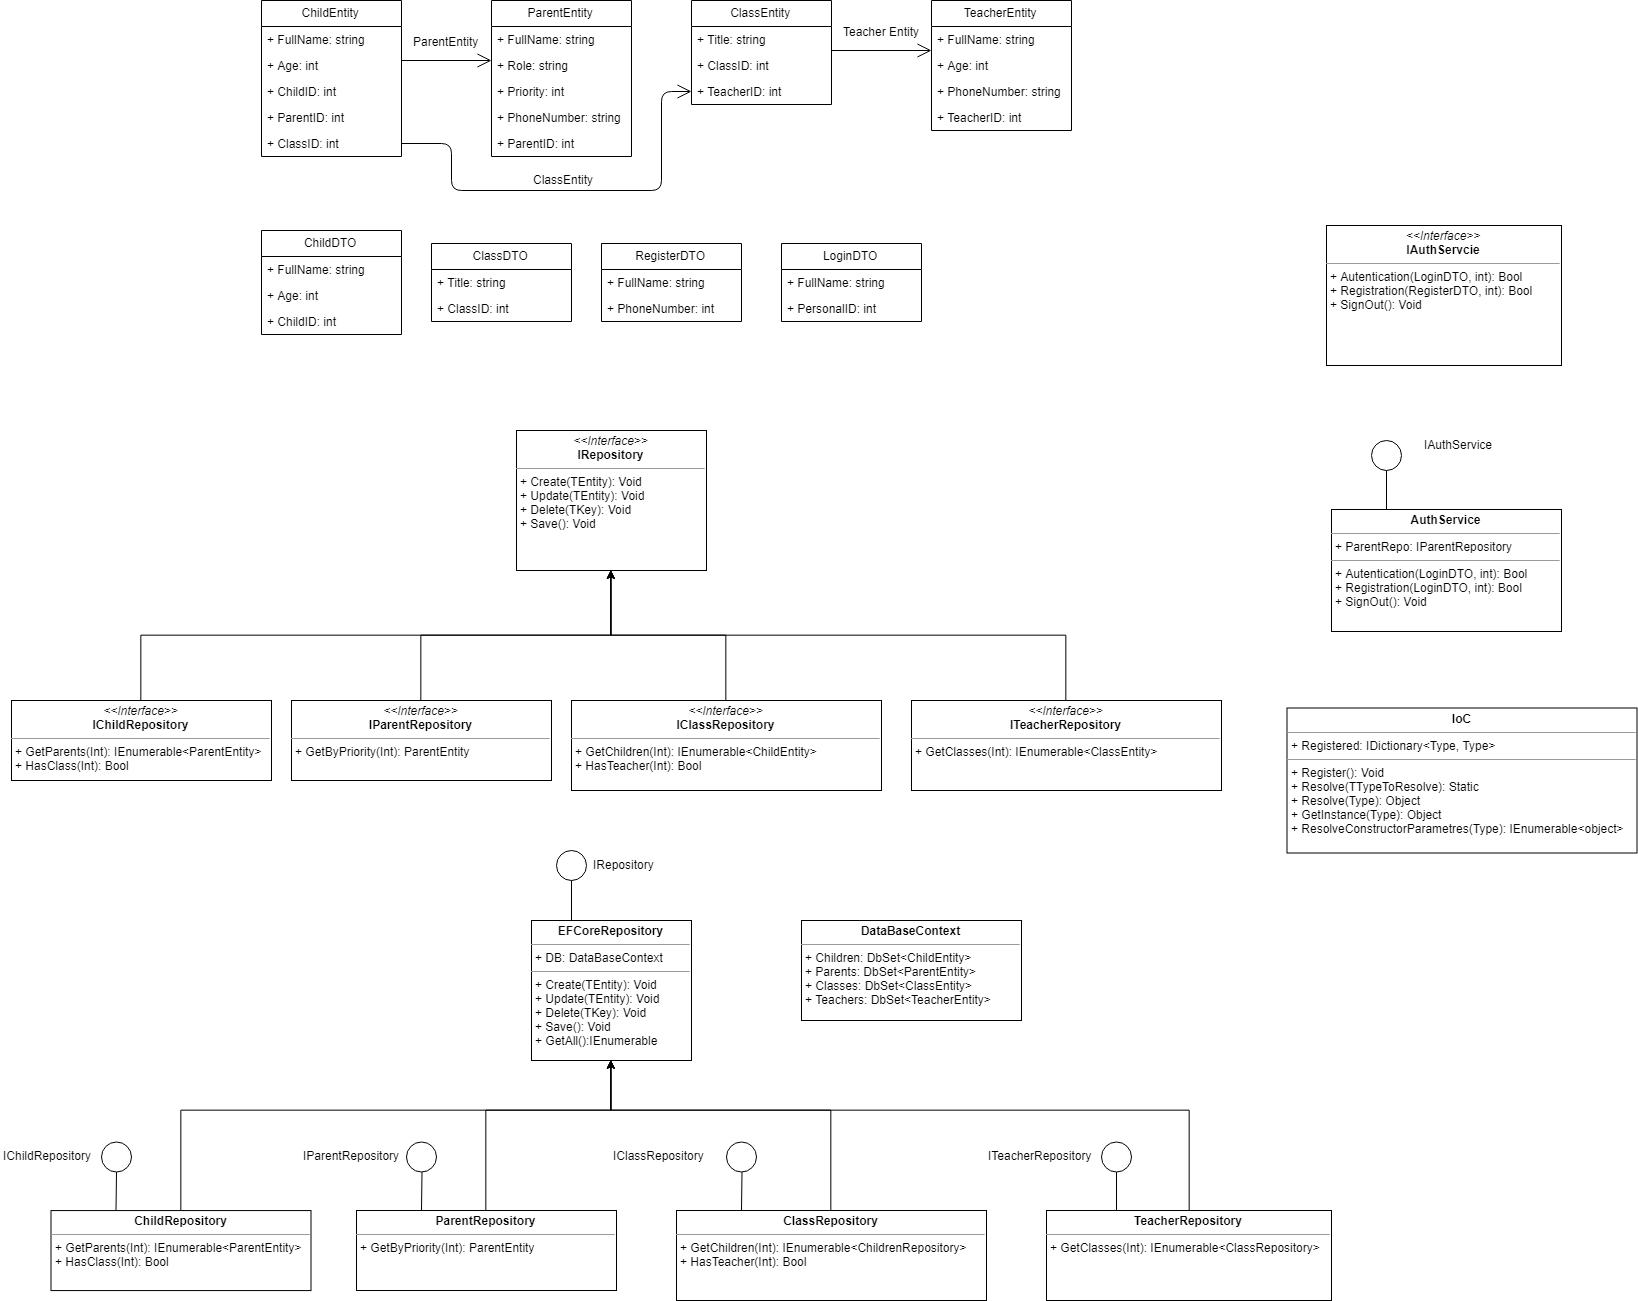 ChildEntity
+ FullName: string
+ Age: int
+ ChildID: int
+ ParentID: int
+ ClassID: int
ParentEntity
ParentEntity
+ FullName: string
+ Role: string
+ Priority: int
+ PhoneNumber: string
+ ParentID: int
ClassEntity
ClassEntity
+ Title: string
+ ClassID: int
+ TeacherID: int
Teacher Entity
TeacherEntity
+ FullName: string
+ Age: int
+ PhoneNumber: string
+ TeacherID: int
ChildDTO
+ FullName: string
+ Age: int
+ ChildID: int
ClassDTO
+ Title: string
+ ClassID: int
RegisterDTO
+ FullName: string
+ PhoneNumber: int
LoginDTO
+ FullName: string
+ PersonalID: int
<<Interface>>
IAuthServcie
+ Autentication(LoginDTO, int): Bool
+ Registration(RegisterDTO, int): Bool
+ SignOut(): Void
<<Interface>>
IRepository
+ Create(TEntity): Void
+ Update(TEntity): Void
+ Delete(TKey): Void
+ Save(): Void
IAuthService
AuthService
+ ParentRepo: IParentRepository
+ Autentication(LoginDTO, int): Bool
+ Registration(LoginDTO, int): Bool
+ SignOut(): Void
<<Interface>>
IChildRepository
+ GetParents(Int): IEnumerable<ParentEntity>
+ HasClass(Int): Bool
<<Interface>>
IParentRepository
+ GetByPriority(Int): ParentEntity
<<Interface>>
IClassRepository
+ GetChildren(Int): IEnumerable<ChildEntity>
+ HasTeacher(Int): Bool
<<Interface>>
ITeacherRepository
+ GetClasses(Int): IEnumerable<ClassEntity>
IoC
+ Registered: IDictionary<Type, Type>
+ Register(): Void
+ Resolve(TTypeToResolve): Static
+ Resolve(Type): Object
+ GetInstance(Type): Object
+ ResolveConstructorParametres(Type): IEnumerable<object>
IRepository
EFCoreRepository
+ DB: DataBaseContext
+ Create(TEntity): Void
+ Update(TEntity): Void
+ Delete(TKey): Void
+ Save(): Void
+ GetAll():IEnumerable
DataBaseContext
+ Children: DbSet<ChildEntity>
+ Parents: DbSet<ParentEntity>
+ Classes: DbSet<ClassEntity>
+ Teachers: DbSet<TeacherEntity>
IChildRepository
ChildRepository
+ GetParents(Int): IEnumerable<ParentEntity>
+ HasClass(Int): Bool
IParentRepository
ParentRepository
+ GetByPriority(Int): ParentEntity
IClassRepository
ClassRepository
+ GetChildren(Int): IEnumerable<ChildrenRepository>
+ HasTeacher(Int): Bool
ITeacherRepository
TeacherRepository
+ GetClasses(Int): IEnumerable<ClassRepository>